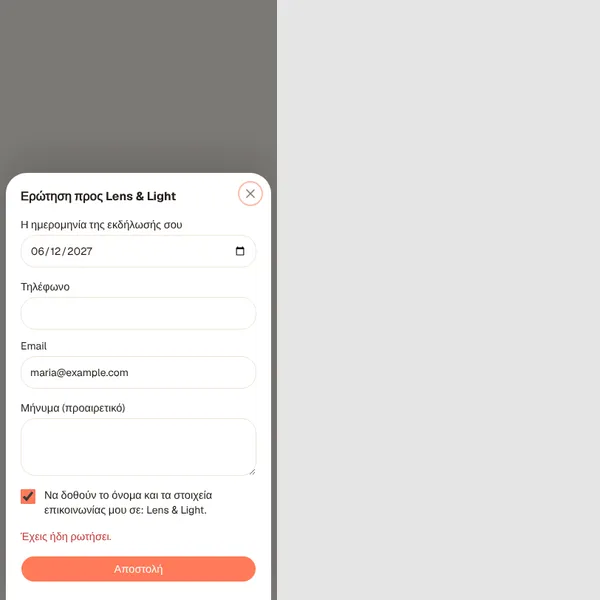 Ερώτηση προς Lens & Light
Η ημερομηνία της εκδήλωσής σου
06/12/2027
Τηλέφωνο
Email
maria@example.com
Μήνυμα (προαιρετικό)
Να δοθούν το όνομα και τα στοιχεία
επικοινωνίας μου σε: Lens & Light.
Έχεις ήδη ρωτήσει.
Αποστολή